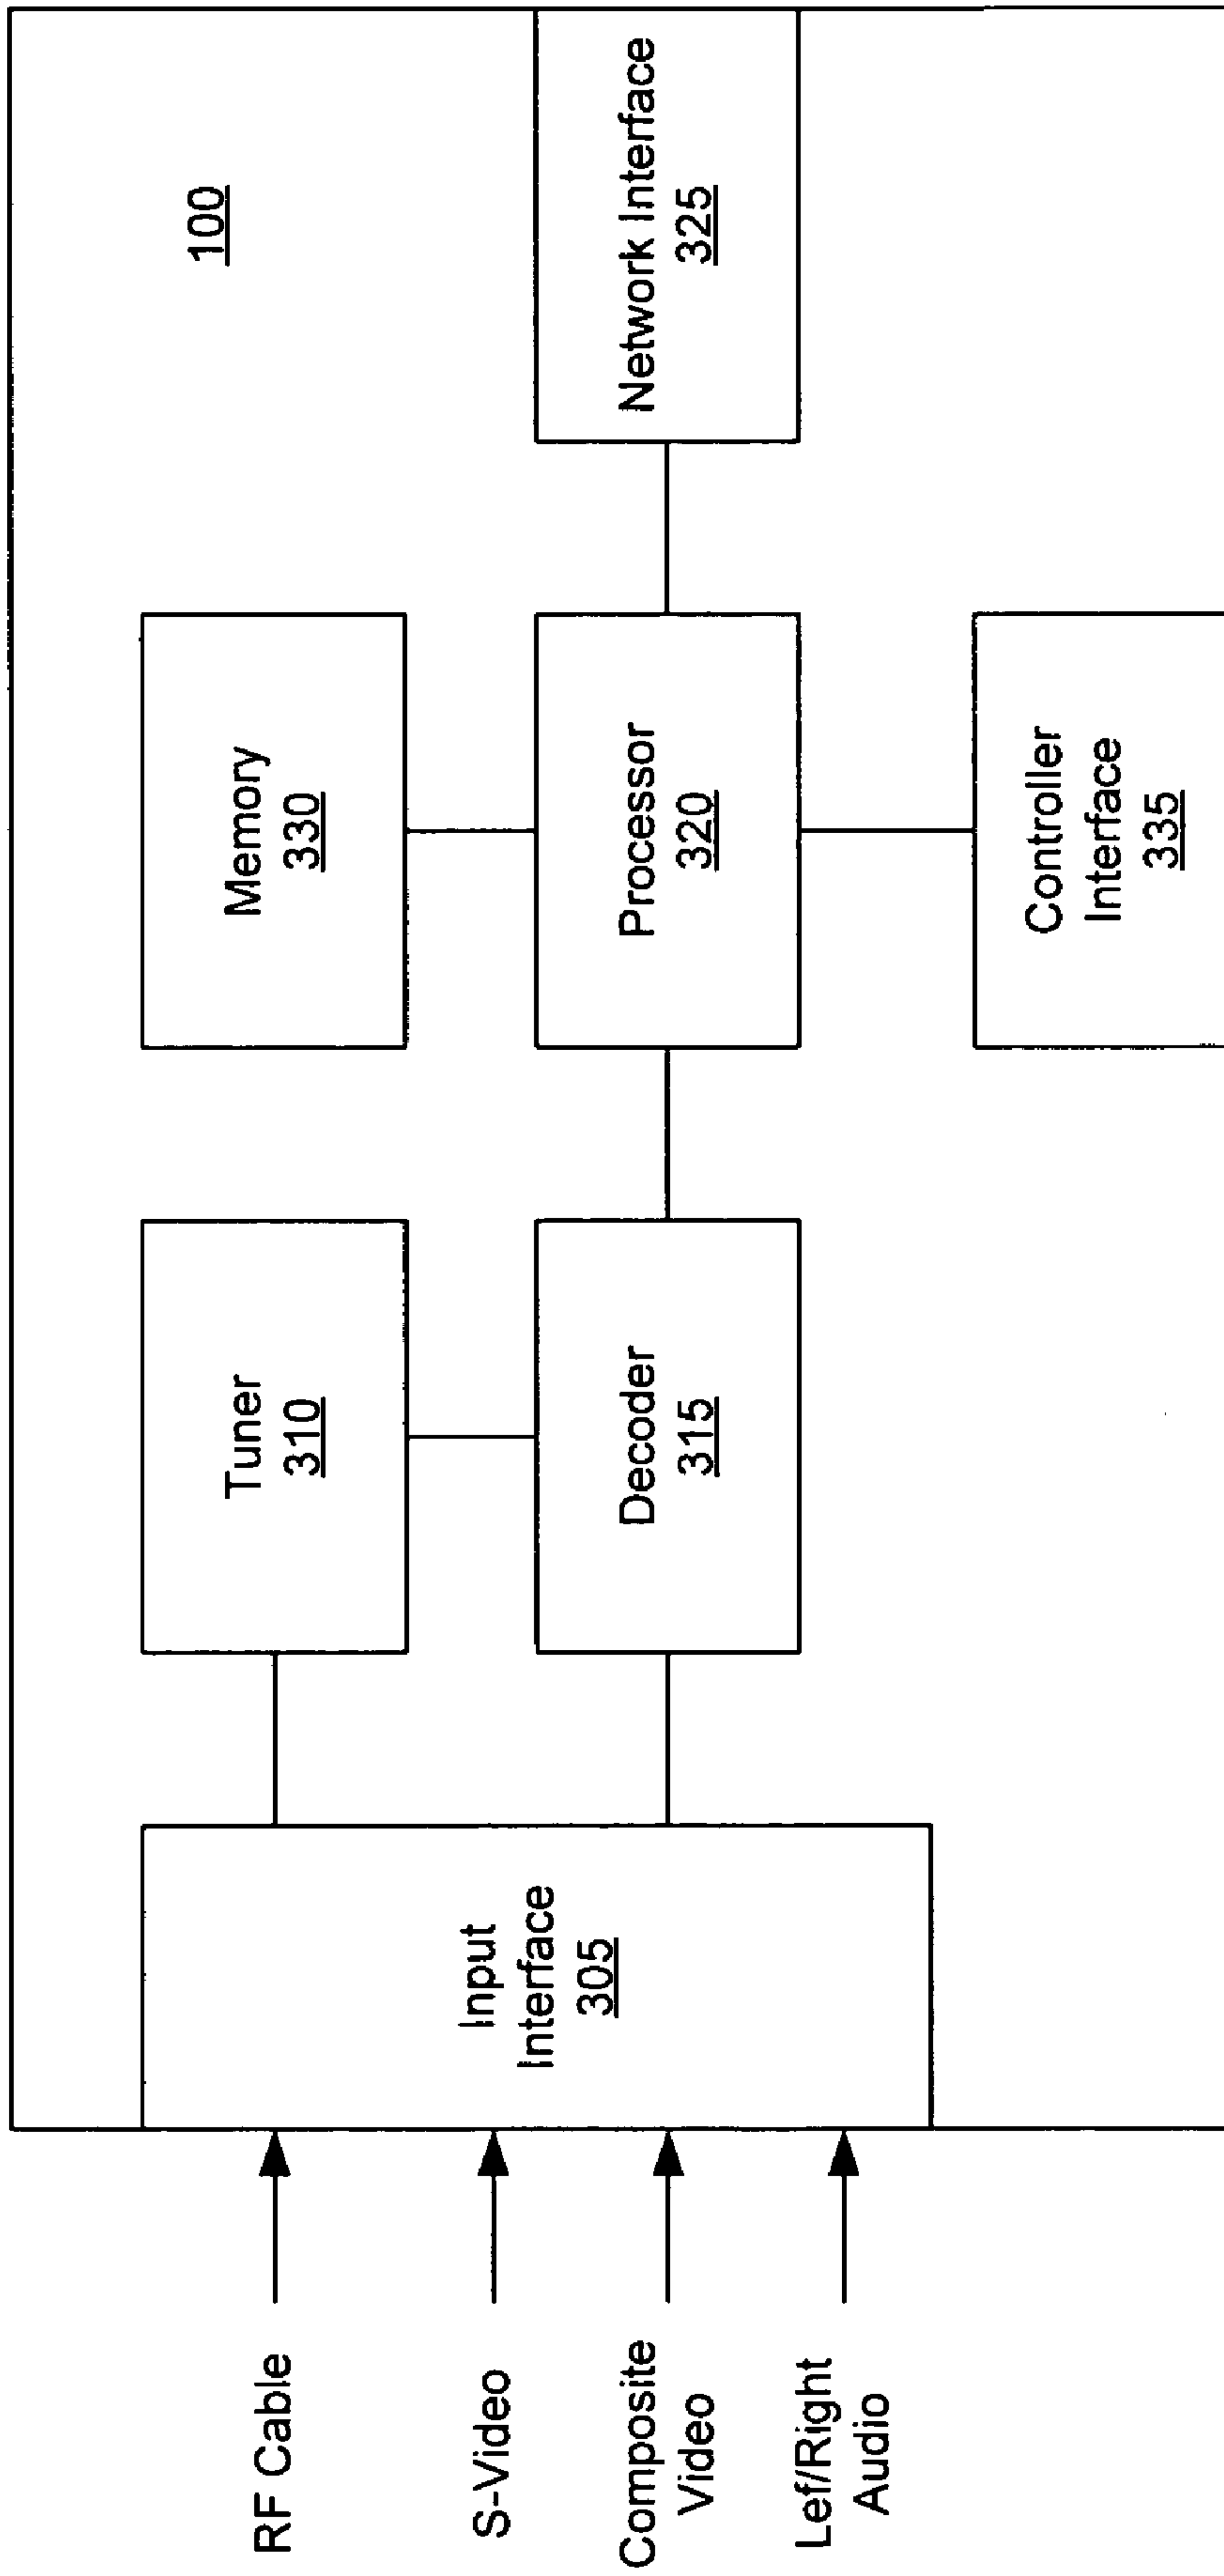 100
RF Cable
S-Video
Composite
Video
Lef/Right
Audio
Input
Interface
305
Tuner
310
Decoder
315
Memory
330
Processor
320
Controller
Interface
335
Network Interface
325